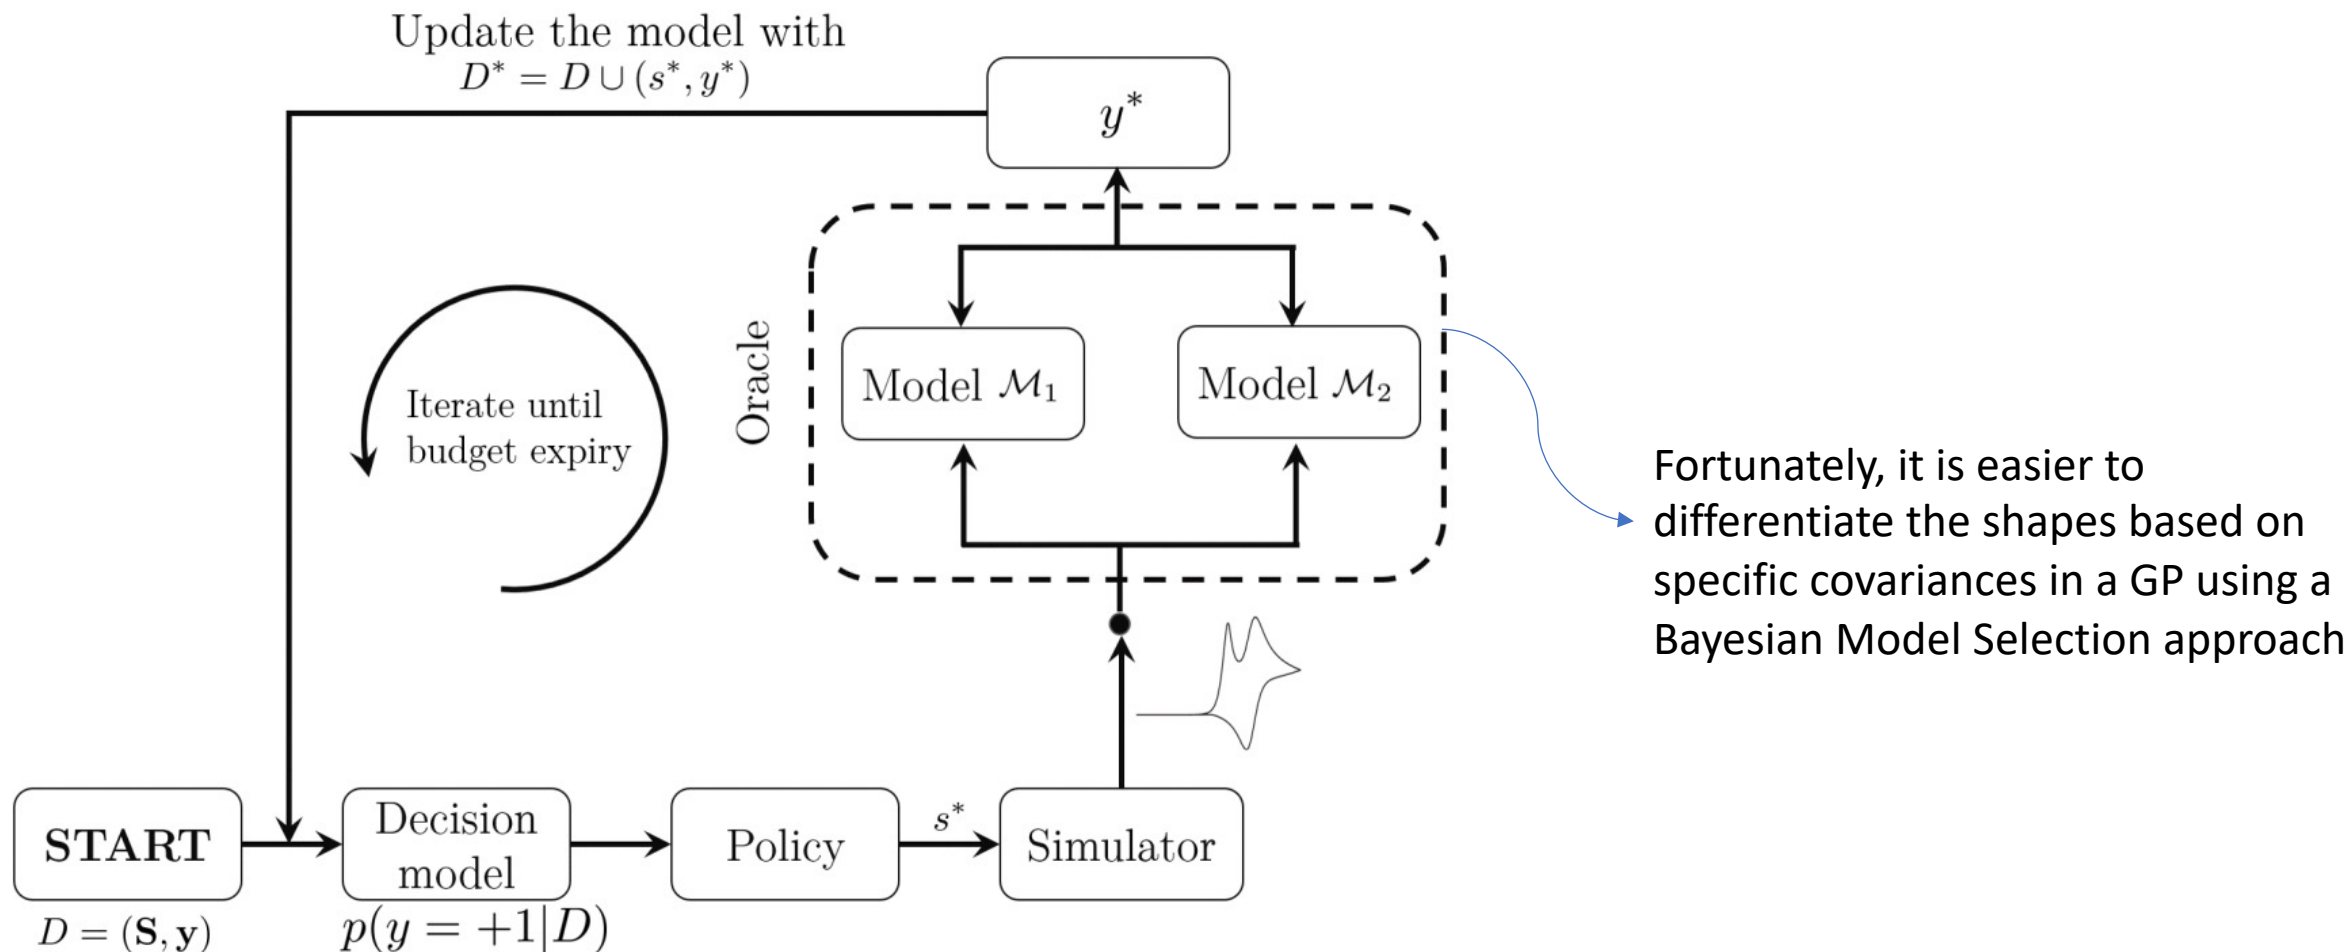 Update the model with
D* = D ∪ (s*, y*)
y*
Oracle
Model ℳ₁
Model ℳ₂
Iterate until
budget expiry
Fortunately, it is easier to
differentiate the shapes based on
specific covariances in a GP using a
Bayesian Model Selection approach
START
D = (S, y)
Decision
model
p(y = +1|D)
Policy
s*
Simulator